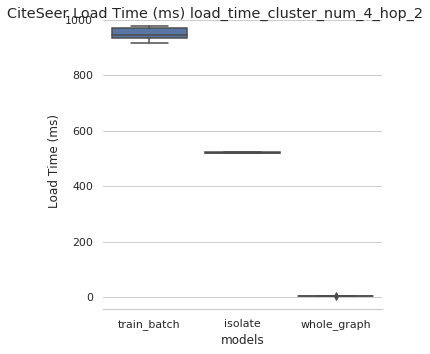 CiteSeer Load Time (ms) load_time_cluster_num_4_hop_2
1000
800
600
400
200
0
Load Time (ms)
train_batch isolate whole_graph
models